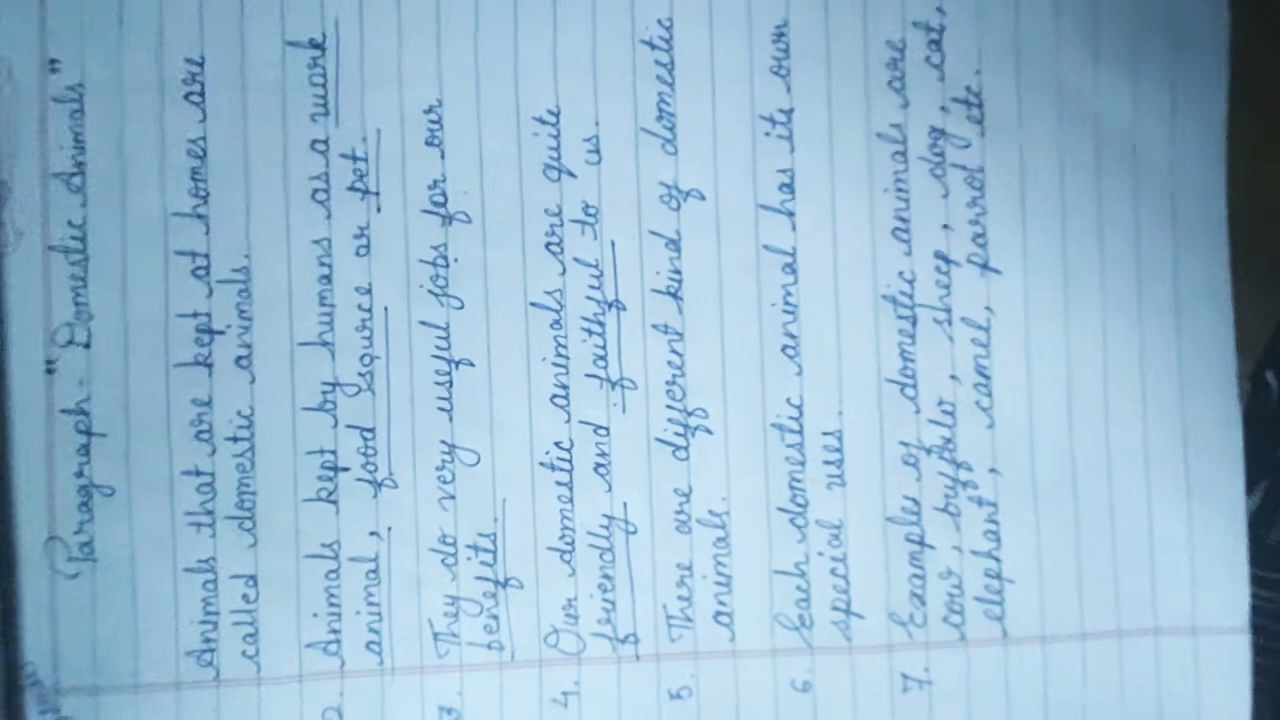 Paragraph - "Domestic Animals"
Animals that are kept at homes are
called domestic animals.
2. Animals kept by humans as a work
animal, food squrce or pet.
3. They do very useful jobs for our
benefits.
4. Our domestic animals are quite
friendly and faithful to us.
5. There are different kind of domestic
animals.
6. Each domestic animal has its own
special uses.
7. Examples of domestic animals are
cow, buffalo, sheep, dog, cat,
elephant, camel, parrot etc.